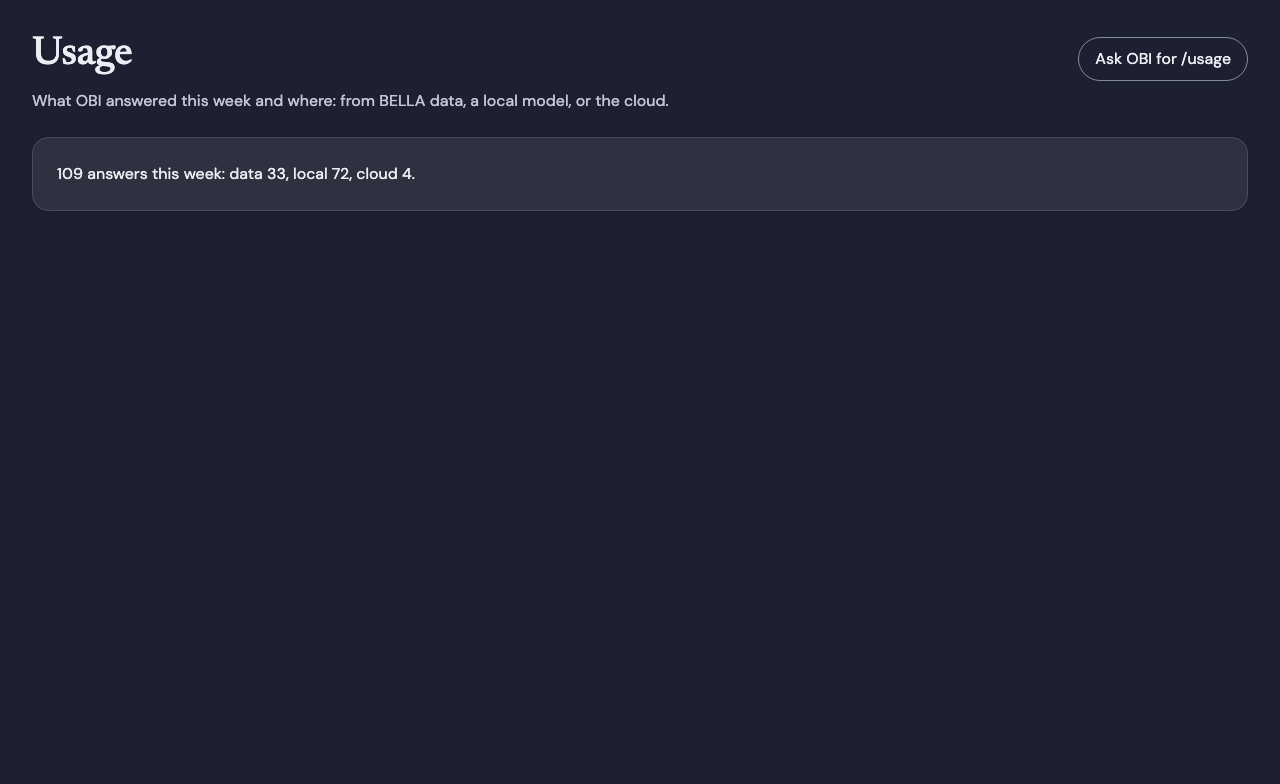 Usage
Ask OBI for /usage
What OBI answered this week and where: from BELLA data, a local model, or the cloud.
109 answers this week: data 33, local 72, cloud 4.